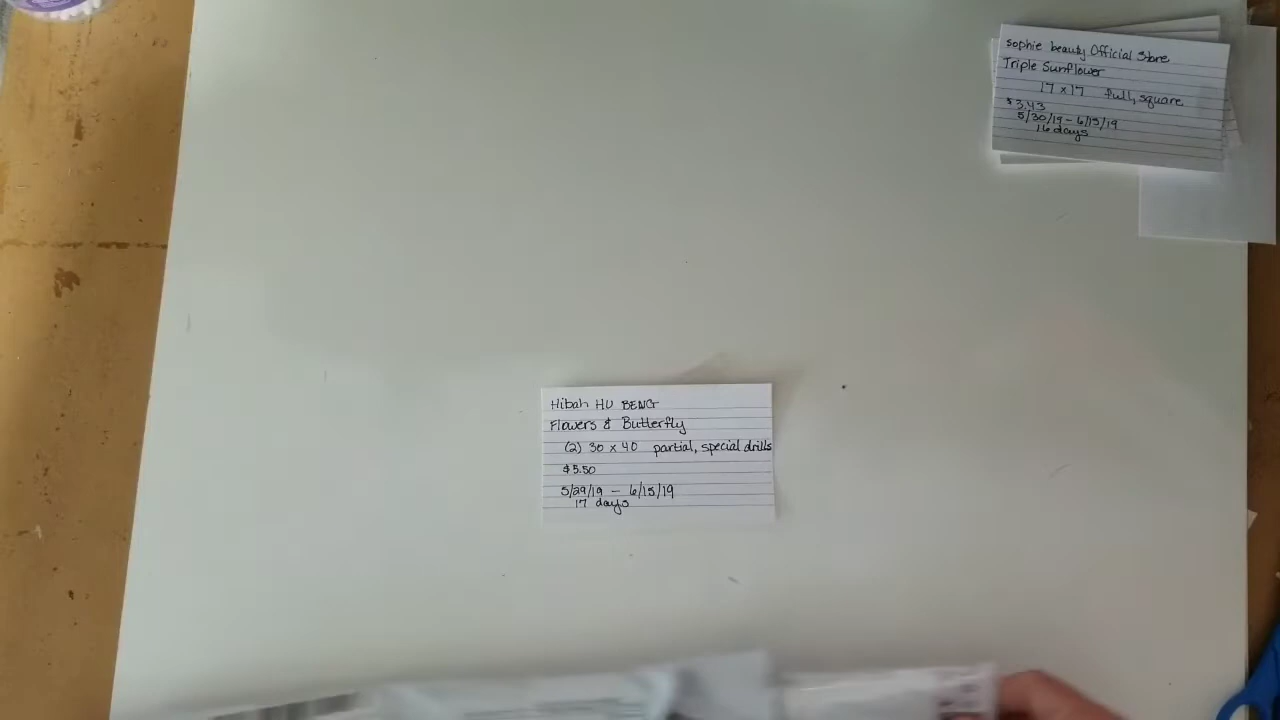 Sophie beauty Official Store
Triple Sunflower
17 x 17 full, square
$3.43
5/30/19 - 6/15/19
16 days
Hibah HU BENG
Flowers & Butterfly
(2) 30 x 40 partial, special drills
$5.50
5/29/19 - 6/15/19
17 days